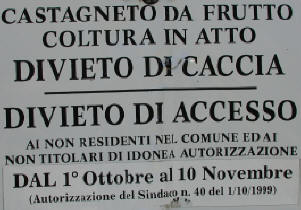 CASTAGNETO DA FRUTTO
COLTURA IN ATTO
DIVIETO DI CACCIA
DIVIETO DI ACCESSO
AI NON RESIDENTI NEL COMUNE ED AI
NON TITOLARI DI IDONEA AUTORIZZAZIONE
DAL 1° Ottobre al 10 Novembre
(Autorizzazione del Sindaco n. 40 del 1/10/1999)